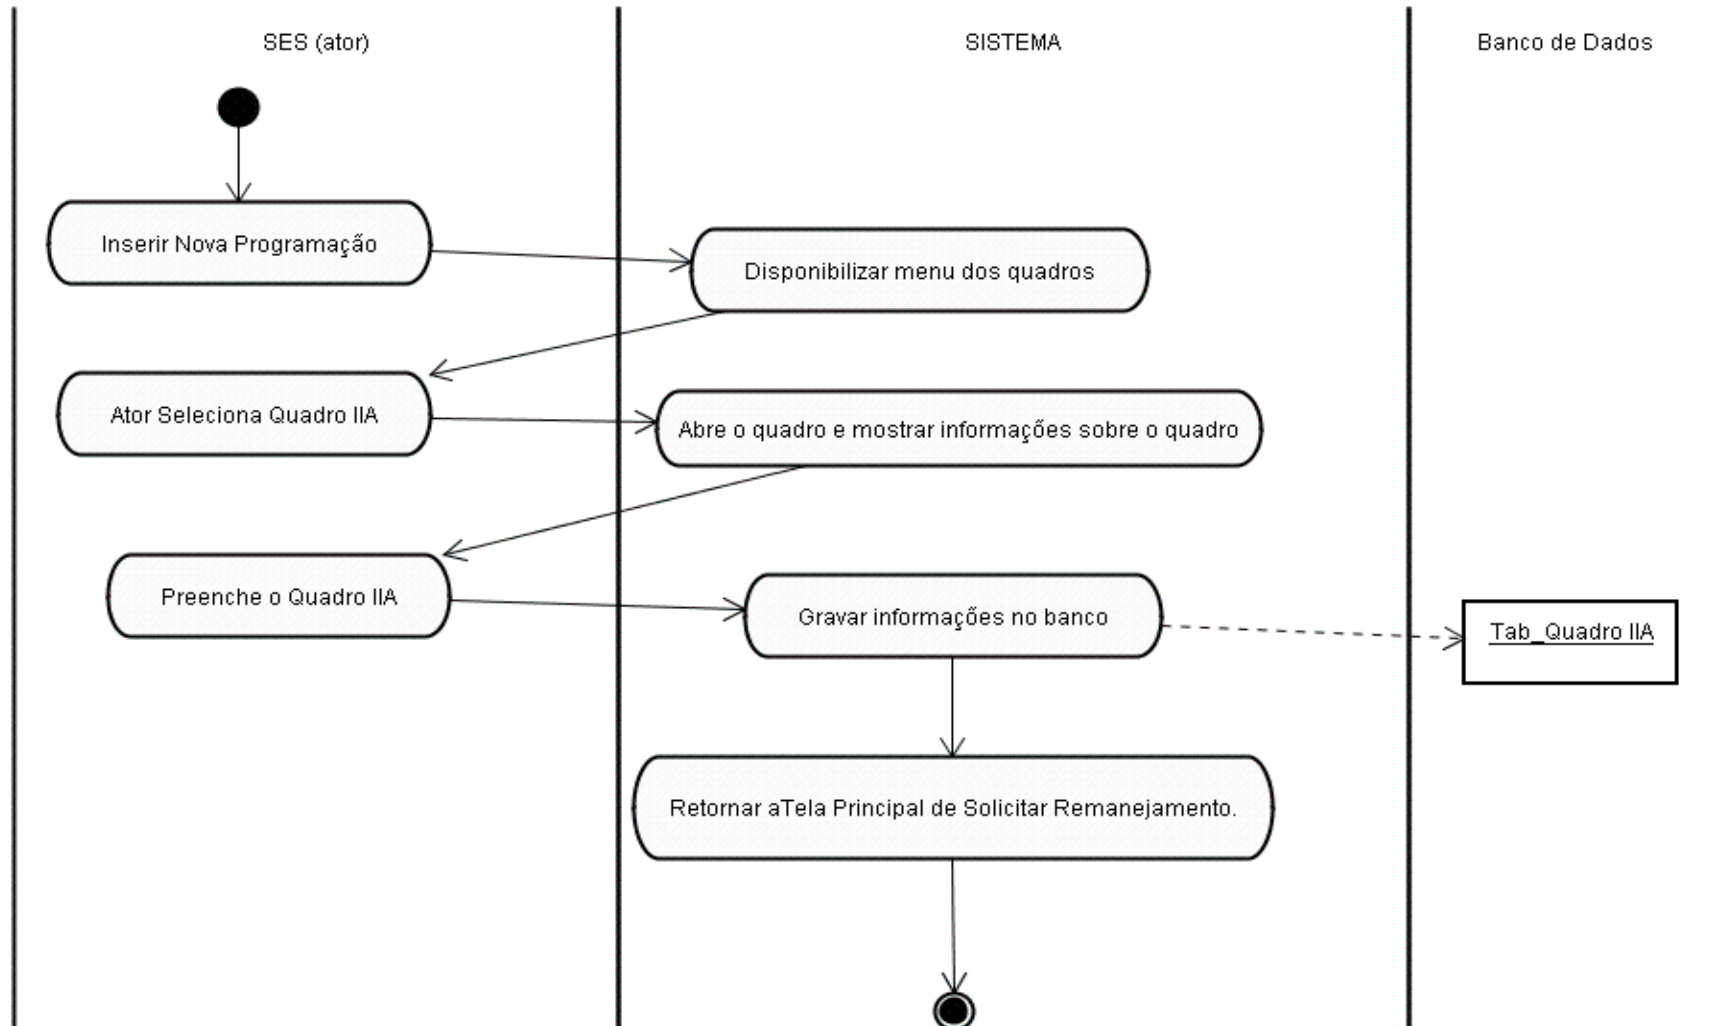 SES (ator)
SISTEMA
Banco de Dados
Inserir Nova Programação
Disponibilizar menu dos quadros
Ator Seleciona Quadro IIA
Abre o quadro e mostrar informações sobre o quadro
Preenche o Quadro IIA
Gravar informações no banco
Tab_Quadro IIA
Retornar aTela Principal de Solicitar Remanejamento.